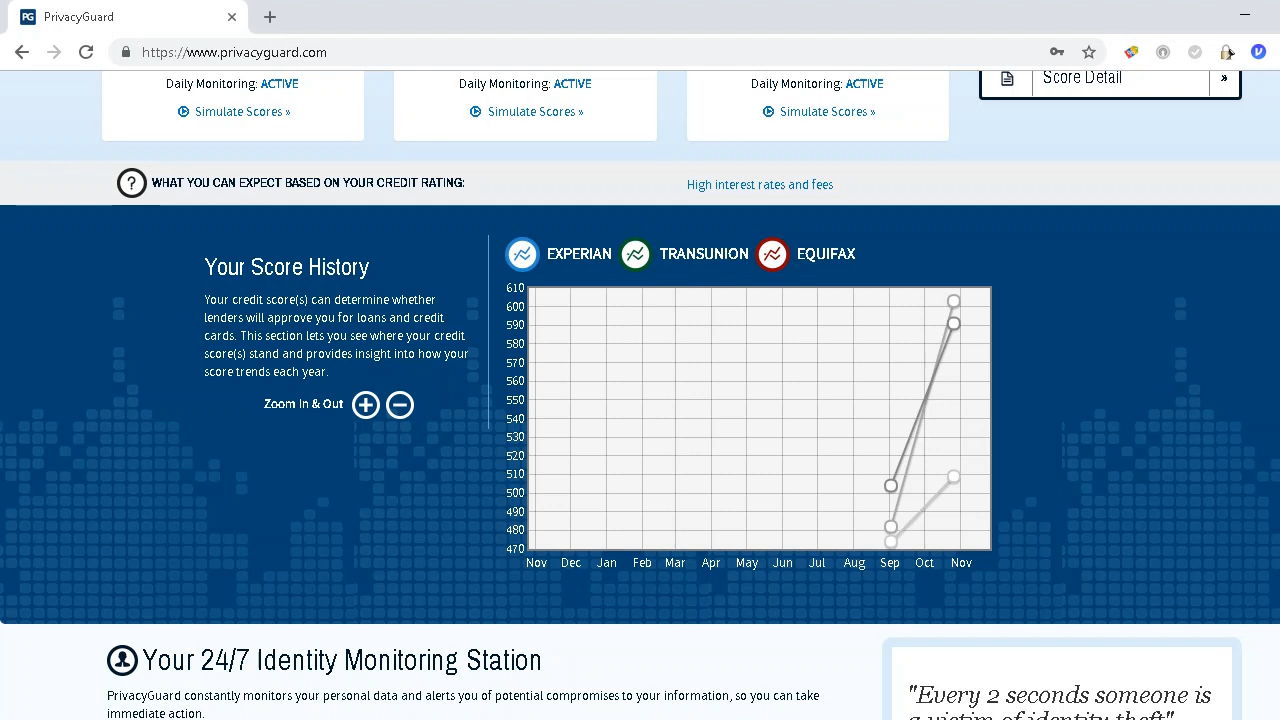 PG PrivacyGuard
https://www.privacyguard.com
Daily Monitoring: ACTIVE Daily Monitoring: ACTIVE Daily Monitoring: ACTIVE Score Detail »
Simulate Scores » Simulate Scores » Simulate Scores »
? WHAT YOU CAN EXPECT BASED ON YOUR CREDIT RATING: High interest rates and fees
EXPERIAN TRANSUNION EQUIFAX
Your Score History
Your credit score(s) can determine whether
lenders will approve you for loans and credit
cards. This section lets you see where your credit
score(s) stand and provides insight into how your
score trends each year.
Zoom In & Out
610
600
590
580
570
560
550
540
530
520
510
500
490
480
470
Nov Dec Jan Feb Mar Apr May Jun Jul Aug Sep Oct Nov
Your 24/7 Identity Monitoring Station
PrivacyGuard constantly monitors your personal data and alerts you of potential compromises to your information, so you can take
immediate action.
"Every 2 seconds someone is
a victim of identity theft"